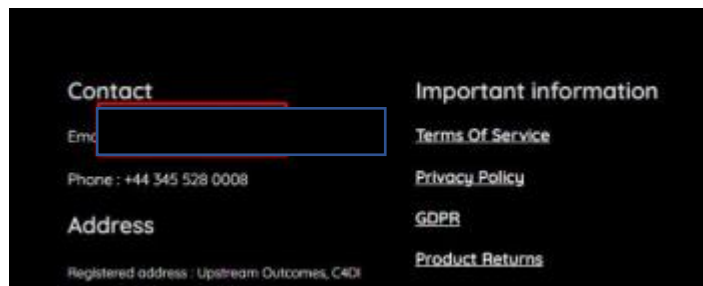 Contact
Phone : +44 345 528 0008
Address
Registered address : Upstream Outcomes, C4DI
Important information
Terms Of Service
Privacy Policy
GDPR
Product Returns